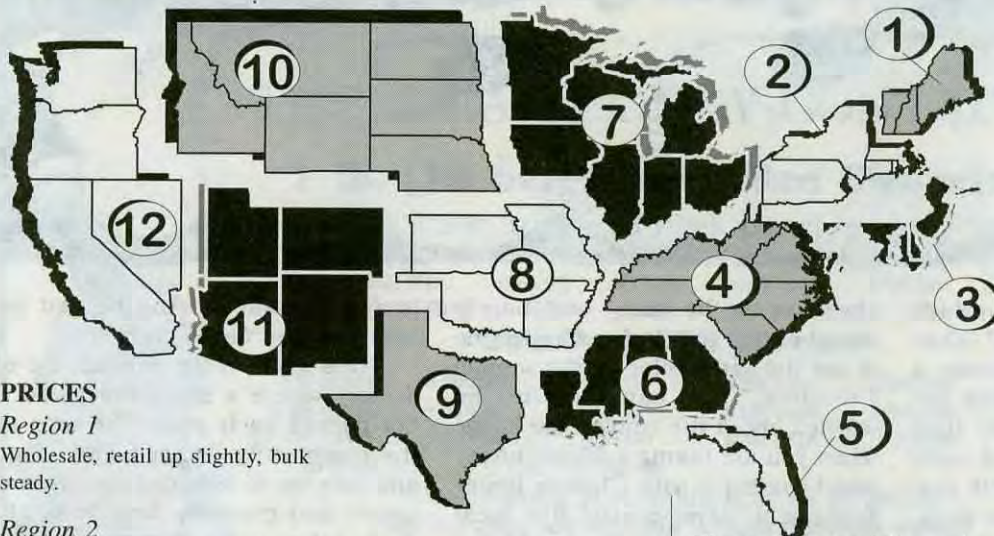 1
2
10
7
12
8
4
3
11
6
9
5
PRICES
Region 1
Wholesale, retail up slightly, bulk
steady.
Region 2